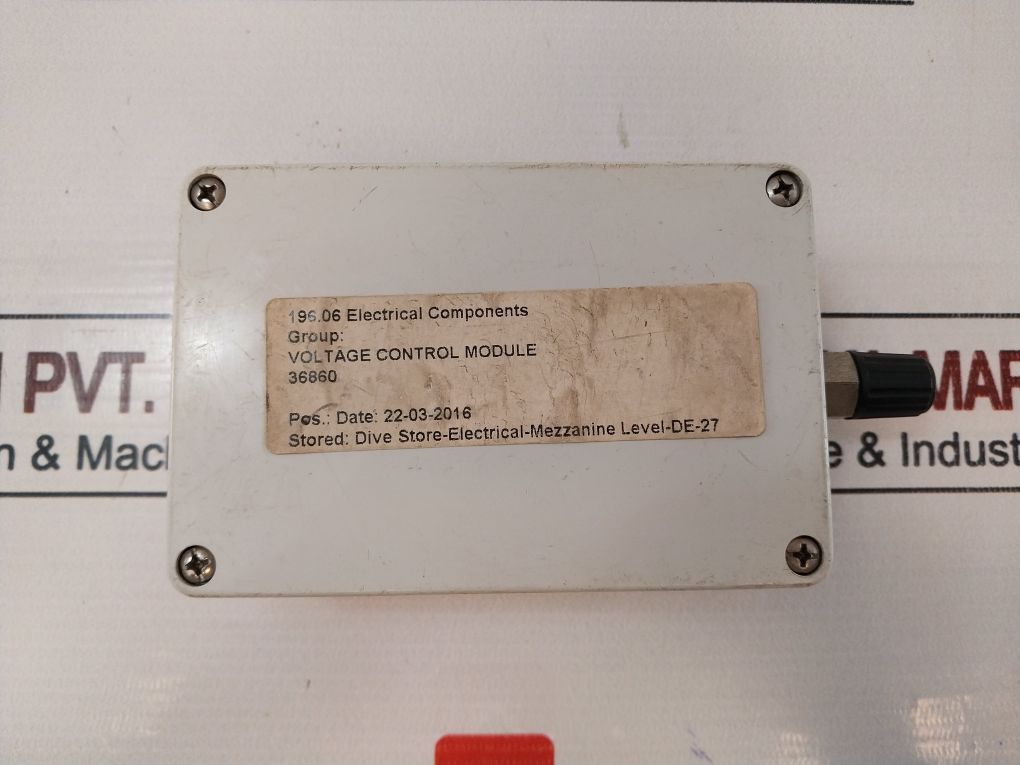 196.06 Electrical Components
Group:
VOLTAGE CONTROL MODULE
36860
Pos.: Date: 22-03-2016
Stored: Dive Store-Electrical-Mezzanine Level-DE-27
PVT.
& Mac
& Indust